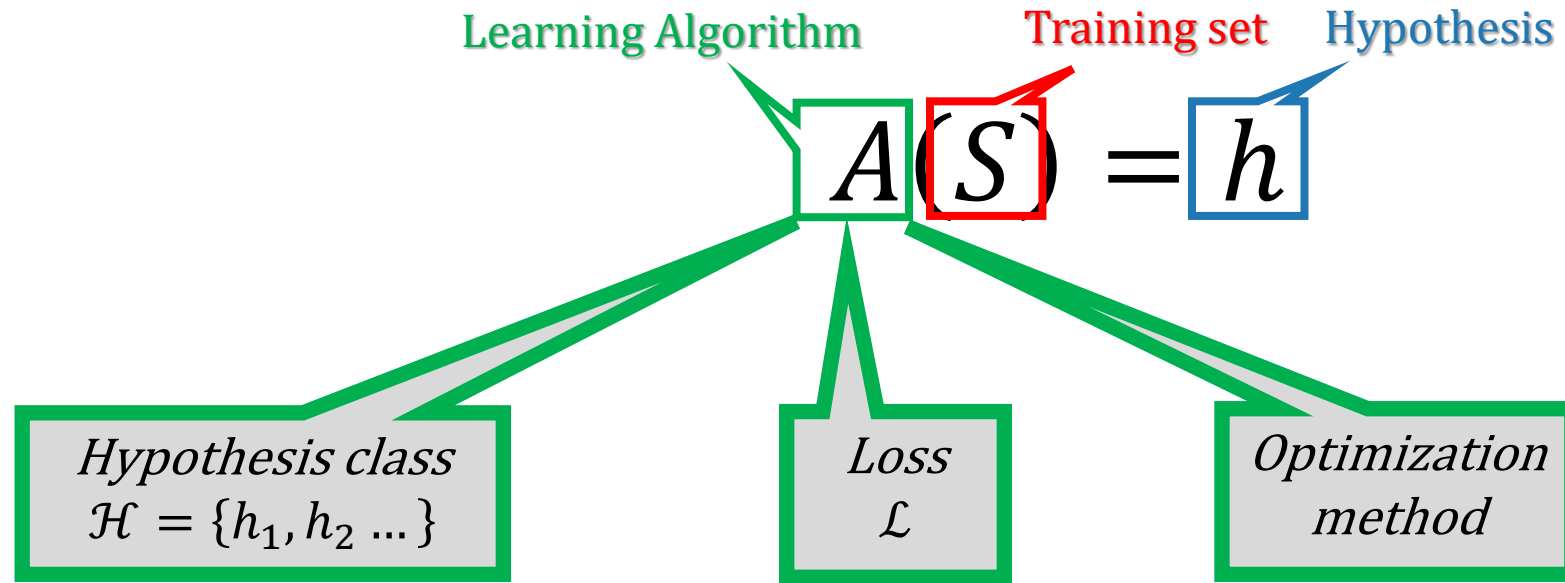 Learning Algorithm Training set Hypothesis
A(S) = h
Hypothesis class
ℋ = {h₁, h₂ ... }
Loss
ℒ
Optimization
method